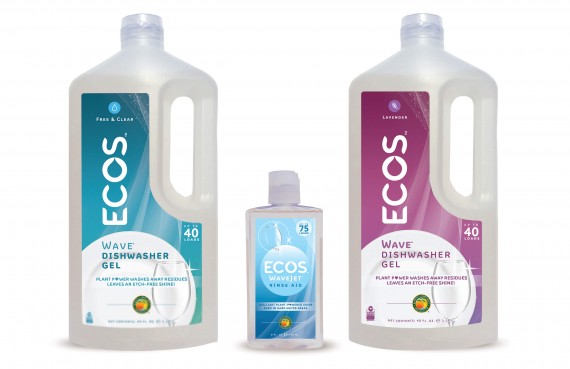 FREE & CLEAR
ECOS
UP TO
40
LOADS
WAVE
DISHWASHER
GEL
PLANT POWER WASHES AWAY RESIDUES
LEAVES AN ETCH-FREE SHINE!
75
ECOS
WAVEJET
RINSE AID
LAVENDER
ECOS
UP TO
40
LOADS
WAVE
DISHWASHER
GEL
PLANT POWER WASHES AWAY RESIDUES
LEAVES AN ETCH-FREE SHINE!